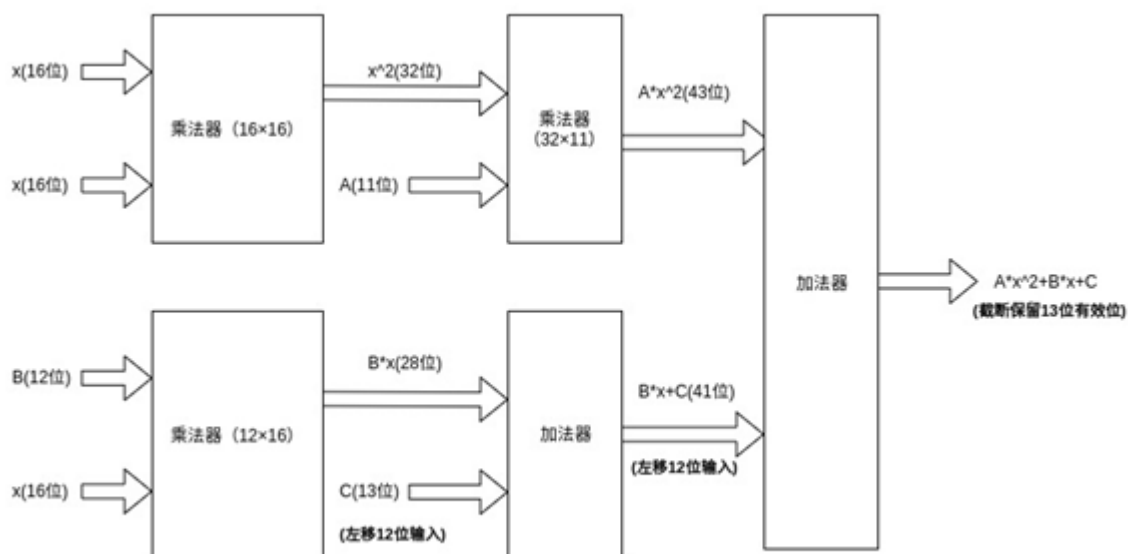 x(16位)
x(16位)
乘法器（16×16）
x^2(32位)
A(11位)
乘法器
（32×11）
A*x^2(43位)
加法器
A*x^2+B*x+C
(截断保留13位有效位)
B(12位)
x(16位)
乘法器（12×16）
B*x(28位)
C(13位)
(左移12位输入)
加法器
B*x+C(41位)
(左移12位输入)